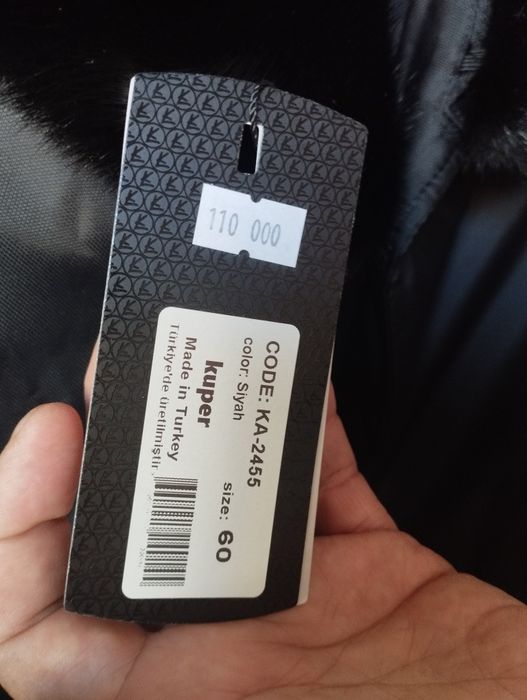 110 000
CODE: KA-2455
color: Siyah
size: 60
kuper
Made in Turkey
Türkiye'de üretilmiştir